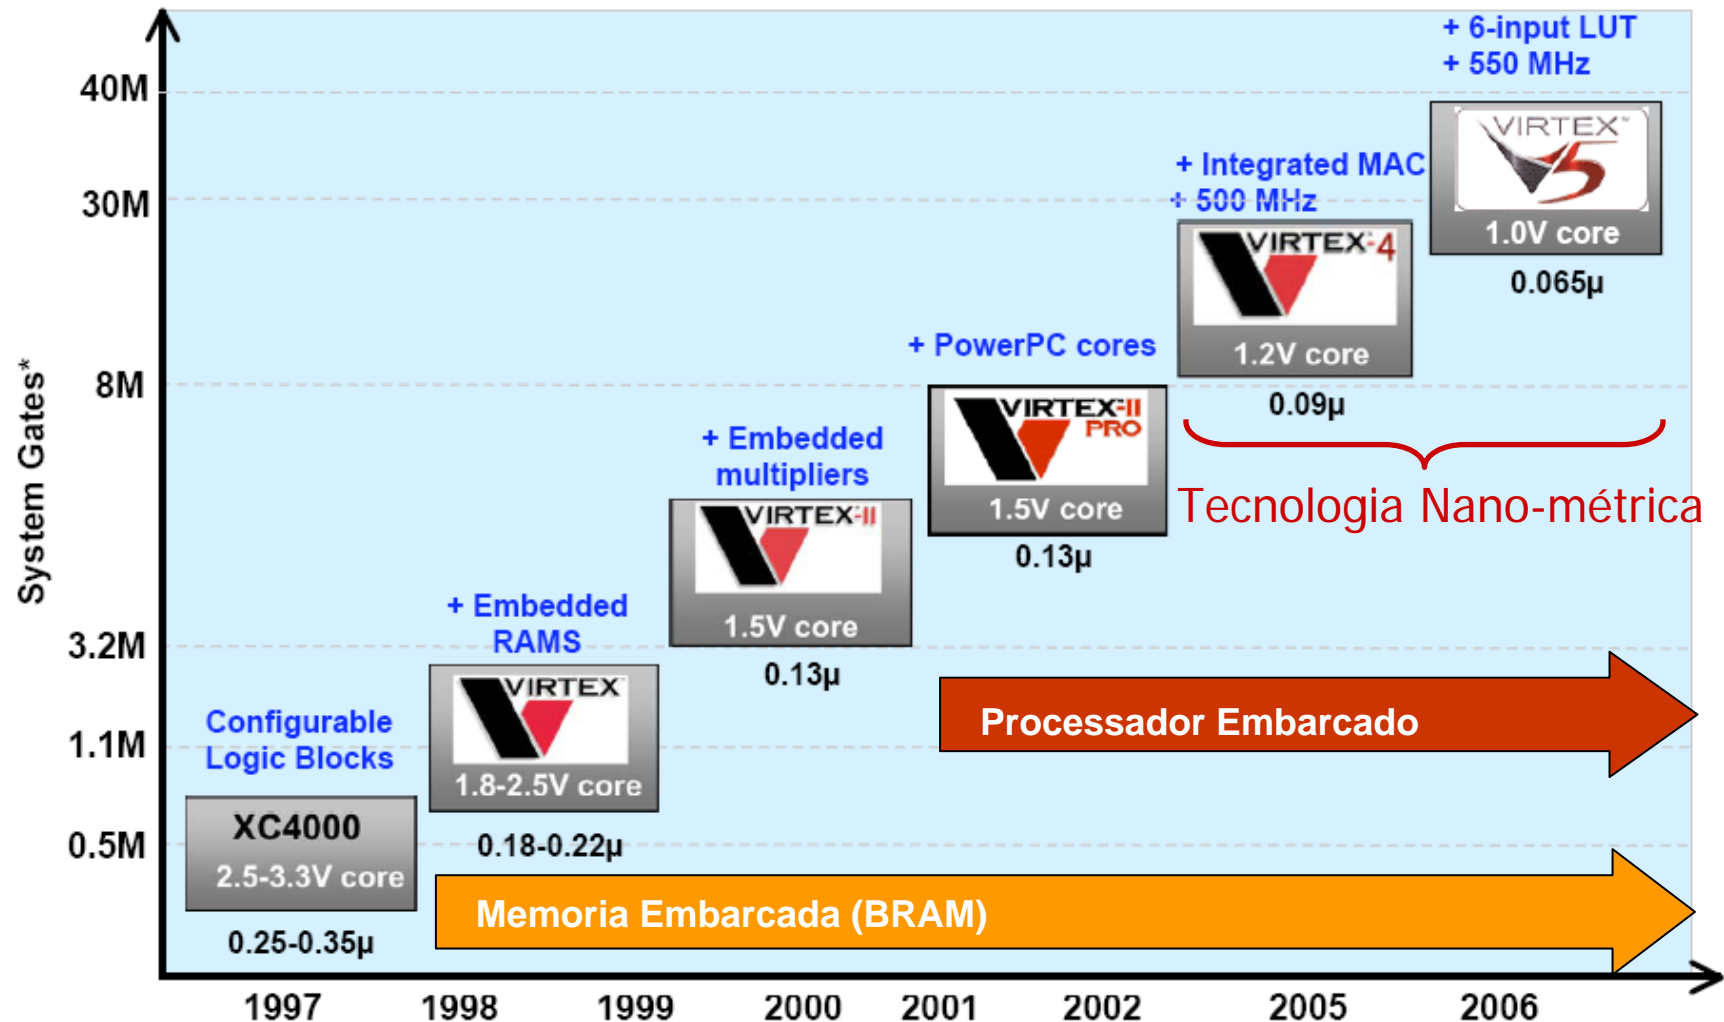 + 6-input LUT
+ 550 MHz
40M
VIRTEX™
5
1.0V core
0.065µ
+ Integrated MAC
+ 500 MHz
30M
VIRTEX-4
1.2V core
0.09µ
+ PowerPC cores
8M
VIRTEX-II
PRO
1.5V core
0.13µ
Tecnologia Nano-métrica
+ Embedded
multipliers
VIRTEX-II
1.5V core
0.13µ
System Gates*
+ Embedded
RAMS
3.2M
VIRTEX
1.8-2.5V core
0.18-0.22µ
Processador Embarcado
Configurable
Logic Blocks
1.1M
XC4000
2.5-3.3V core
0.25-0.35µ
0.5M
Memoria Embarcada (BRAM)
1997 1998 1999 2000 2001 2002 2005 2006